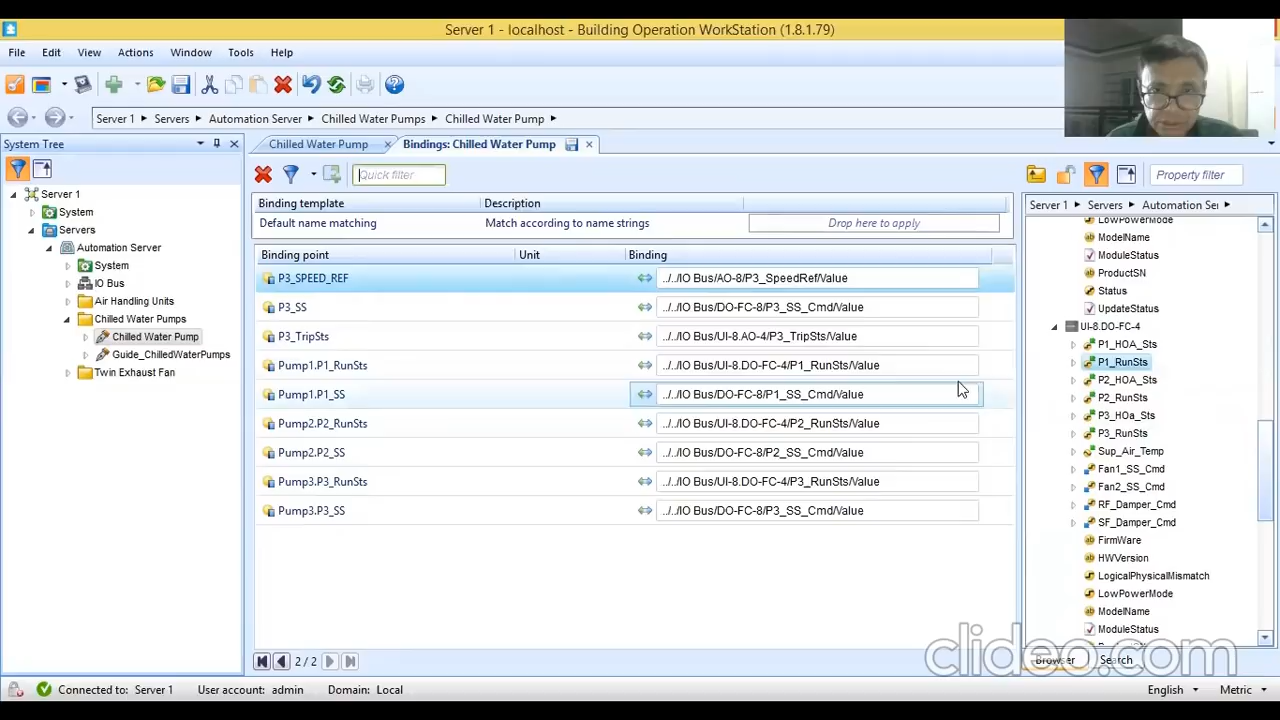 Server 1 - localhost - Building Operation WorkStation (1.8.1.79)
File Edit View Actions Window Tools Help
Server 1 Servers Automation Server Chilled Water Pumps Chilled Water Pump
System Tree
Chilled Water Pump
Bindings: Chilled Water Pump
Quick filter
Property filter
Server 1
System
Servers
Automation Server
System
IO Bus
Air Handling Units
Chilled Water Pumps
Chilled Water Pump
Guide_ChilledWaterPumps
Twin Exhaust Fan
Binding template Description
Default name matching Match according to name strings Drop here to apply
Binding point Unit Binding
P3_SPEED_REF ../../IO Bus/AO-8/P3_SpeedRef/Value
P3_SS ../../IO Bus/DO-FC-8/P3_SS_Cmd/Value
P3_TripSts ../../IO Bus/UI-8.AO-4/P3_TripSts/Value
Pump1.P1_RunSts ../../IO Bus/UI-8.DO-FC-4/P1_RunSts/Value
Pump1.P1_SS ../../IO Bus/DO-FC-8/P1_SS_Cmd/Value
Pump2.P2_RunSts ../../IO Bus/UI-8.DO-FC-4/P2_RunSts/Value
Pump2.P2_SS ../../IO Bus/DO-FC-8/P2_SS_Cmd/Value
Pump3.P3_RunSts ../../IO Bus/UI-8.DO-FC-4/P3_RunSts/Value
Pump3.P3_SS ../../IO Bus/DO-FC-8/P3_SS_Cmd/Value
2 / 2
Server 1 Servers Automation Se
LowPowerMode
ModelName
ModuleStatus
ProductSN
Status
UpdateStatus
UI-8.DO-FC-4
P1_HOA_Sts
P1_RunSts
P2_HOA_Sts
P2_RunSts
P3_HOa_Sts
P3_RunSts
Sup_Air_Temp
Fan1_SS_Cmd
Fan2_SS_Cmd
RF_Damper_Cmd
SF_Damper_Cmd
FirmWare
HWVersion
LogicalPhysicalMismatch
LowPowerMode
ModelName
ModuleStatus
Browser Search
clideo.com
Connected to: Server 1 User account: admin Domain: Local English Metric